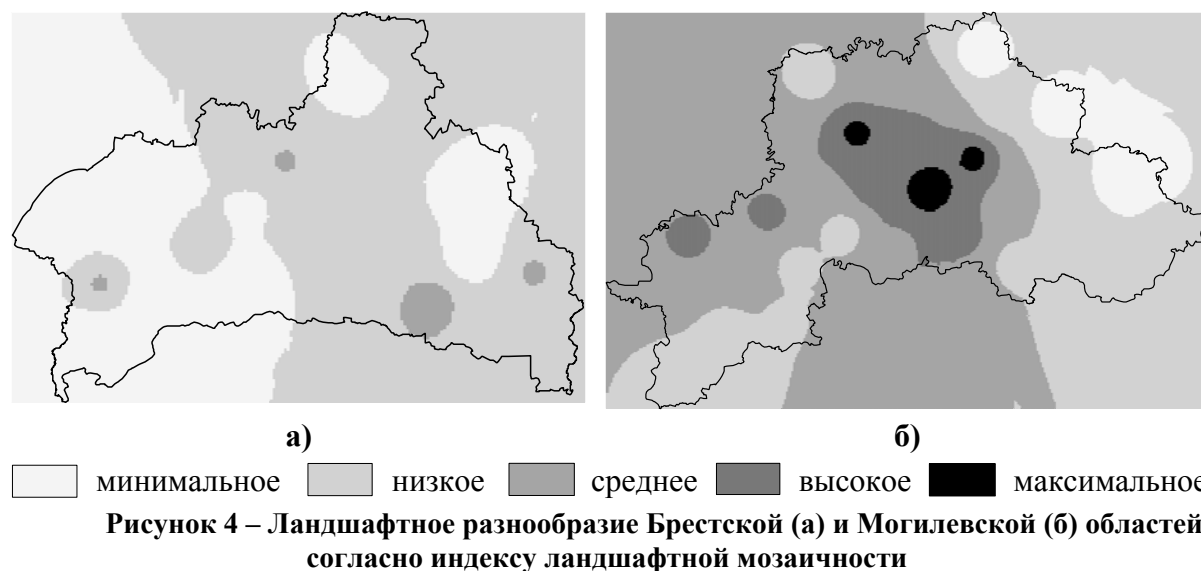 а) б)
минимальное низкое среднее высокое максимальное
Рисунок 4 – Ландшафтное разнообразие Брестской (а) и Могилевской (б) областей
согласно индексу ландшафтной мозаичности